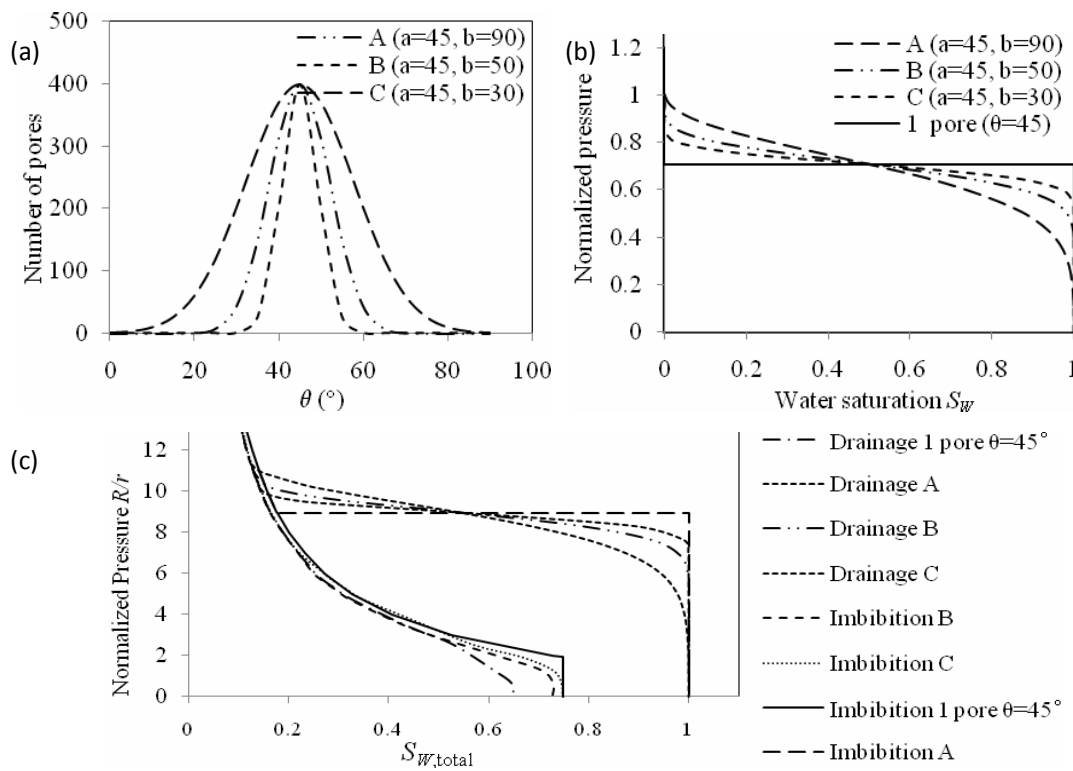 (a)
500
400
300
200
100
0
Number of pores
A (a=45, b=90)
B (a=45, b=50)
C (a=45, b=30)
0 20 40 60 80 100
θ (°)
(b)
1.2
1
0.8
0.6
0.4
0.2
0
Normalized pressure
A (a=45, b=90)
B (a=45, b=50)
C (a=45, b=30)
1 pore (θ=45)
0 0.2 0.4 0.6 0.8 1
Water saturation SW
(c)
12
10
8
6
4
2
0
Normalized Pressure R/r
0 0.2 0.4 0.6 0.8 1
SW,total
Drainage 1 pore θ=45°
Drainage A
Drainage B
Drainage C
Imbibition B
Imbibition C
Imbibition 1 pore θ=45°
Imbibition A